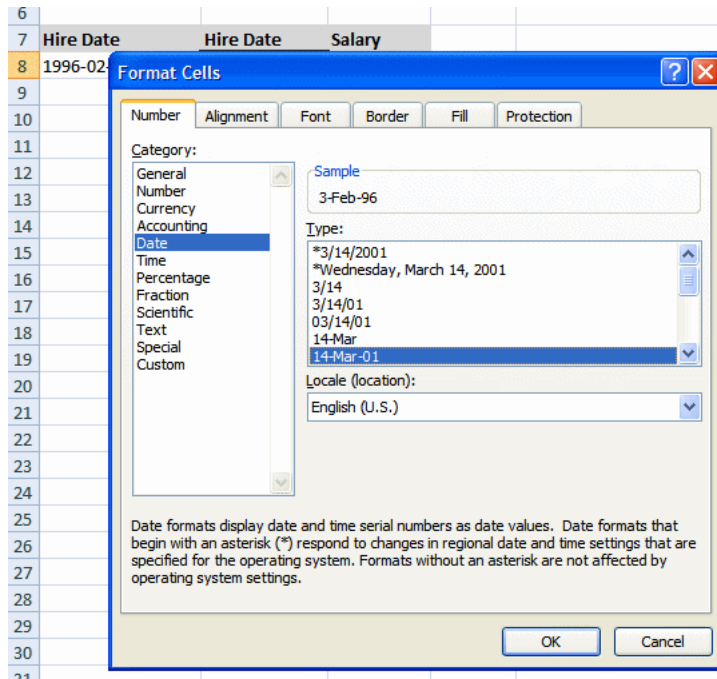 6
7 Hire Date Hire Date Salary
8 1996-02-
Format Cells
9
10
11
12
13
14
15
16
17
18
19
20
21
22
23
24
25
26
27
28
29
30
31
Number Alignment Font Border Fill Protection
Category:
General
Number
Currency
Accounting
Date
Time
Percentage
Fraction
Scientific
Text
Special
Custom
Sample
3-Feb-96
Type:
*3/14/2001
*Wednesday, March 14, 2001
3/14
3/14/01
03/14/01
14-Mar
14-Mar-01
Locale (location):
English (U.S.)
Date formats display date and time serial numbers as date values. Date formats that
begin with an asterisk (*) respond to changes in regional date and time settings that are
specified for the operating system. Formats without an asterisk are not affected by
operating system settings.
OK Cancel